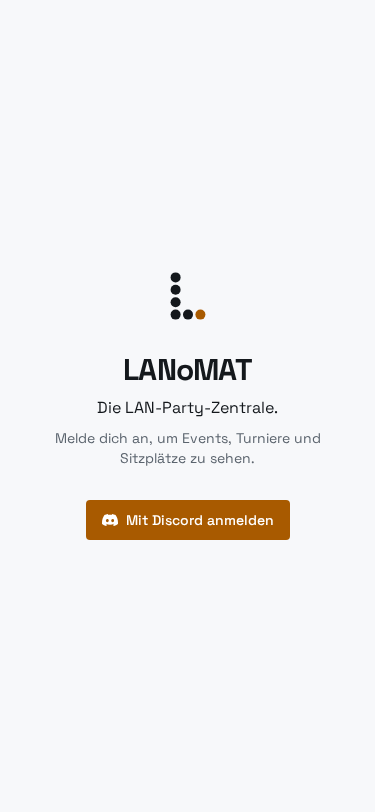 LANoMAT
Die LAN-Party-Zentrale.
Melde dich an, um Events, Turniere und
Sitzplätze zu sehen.
Mit Discord anmelden